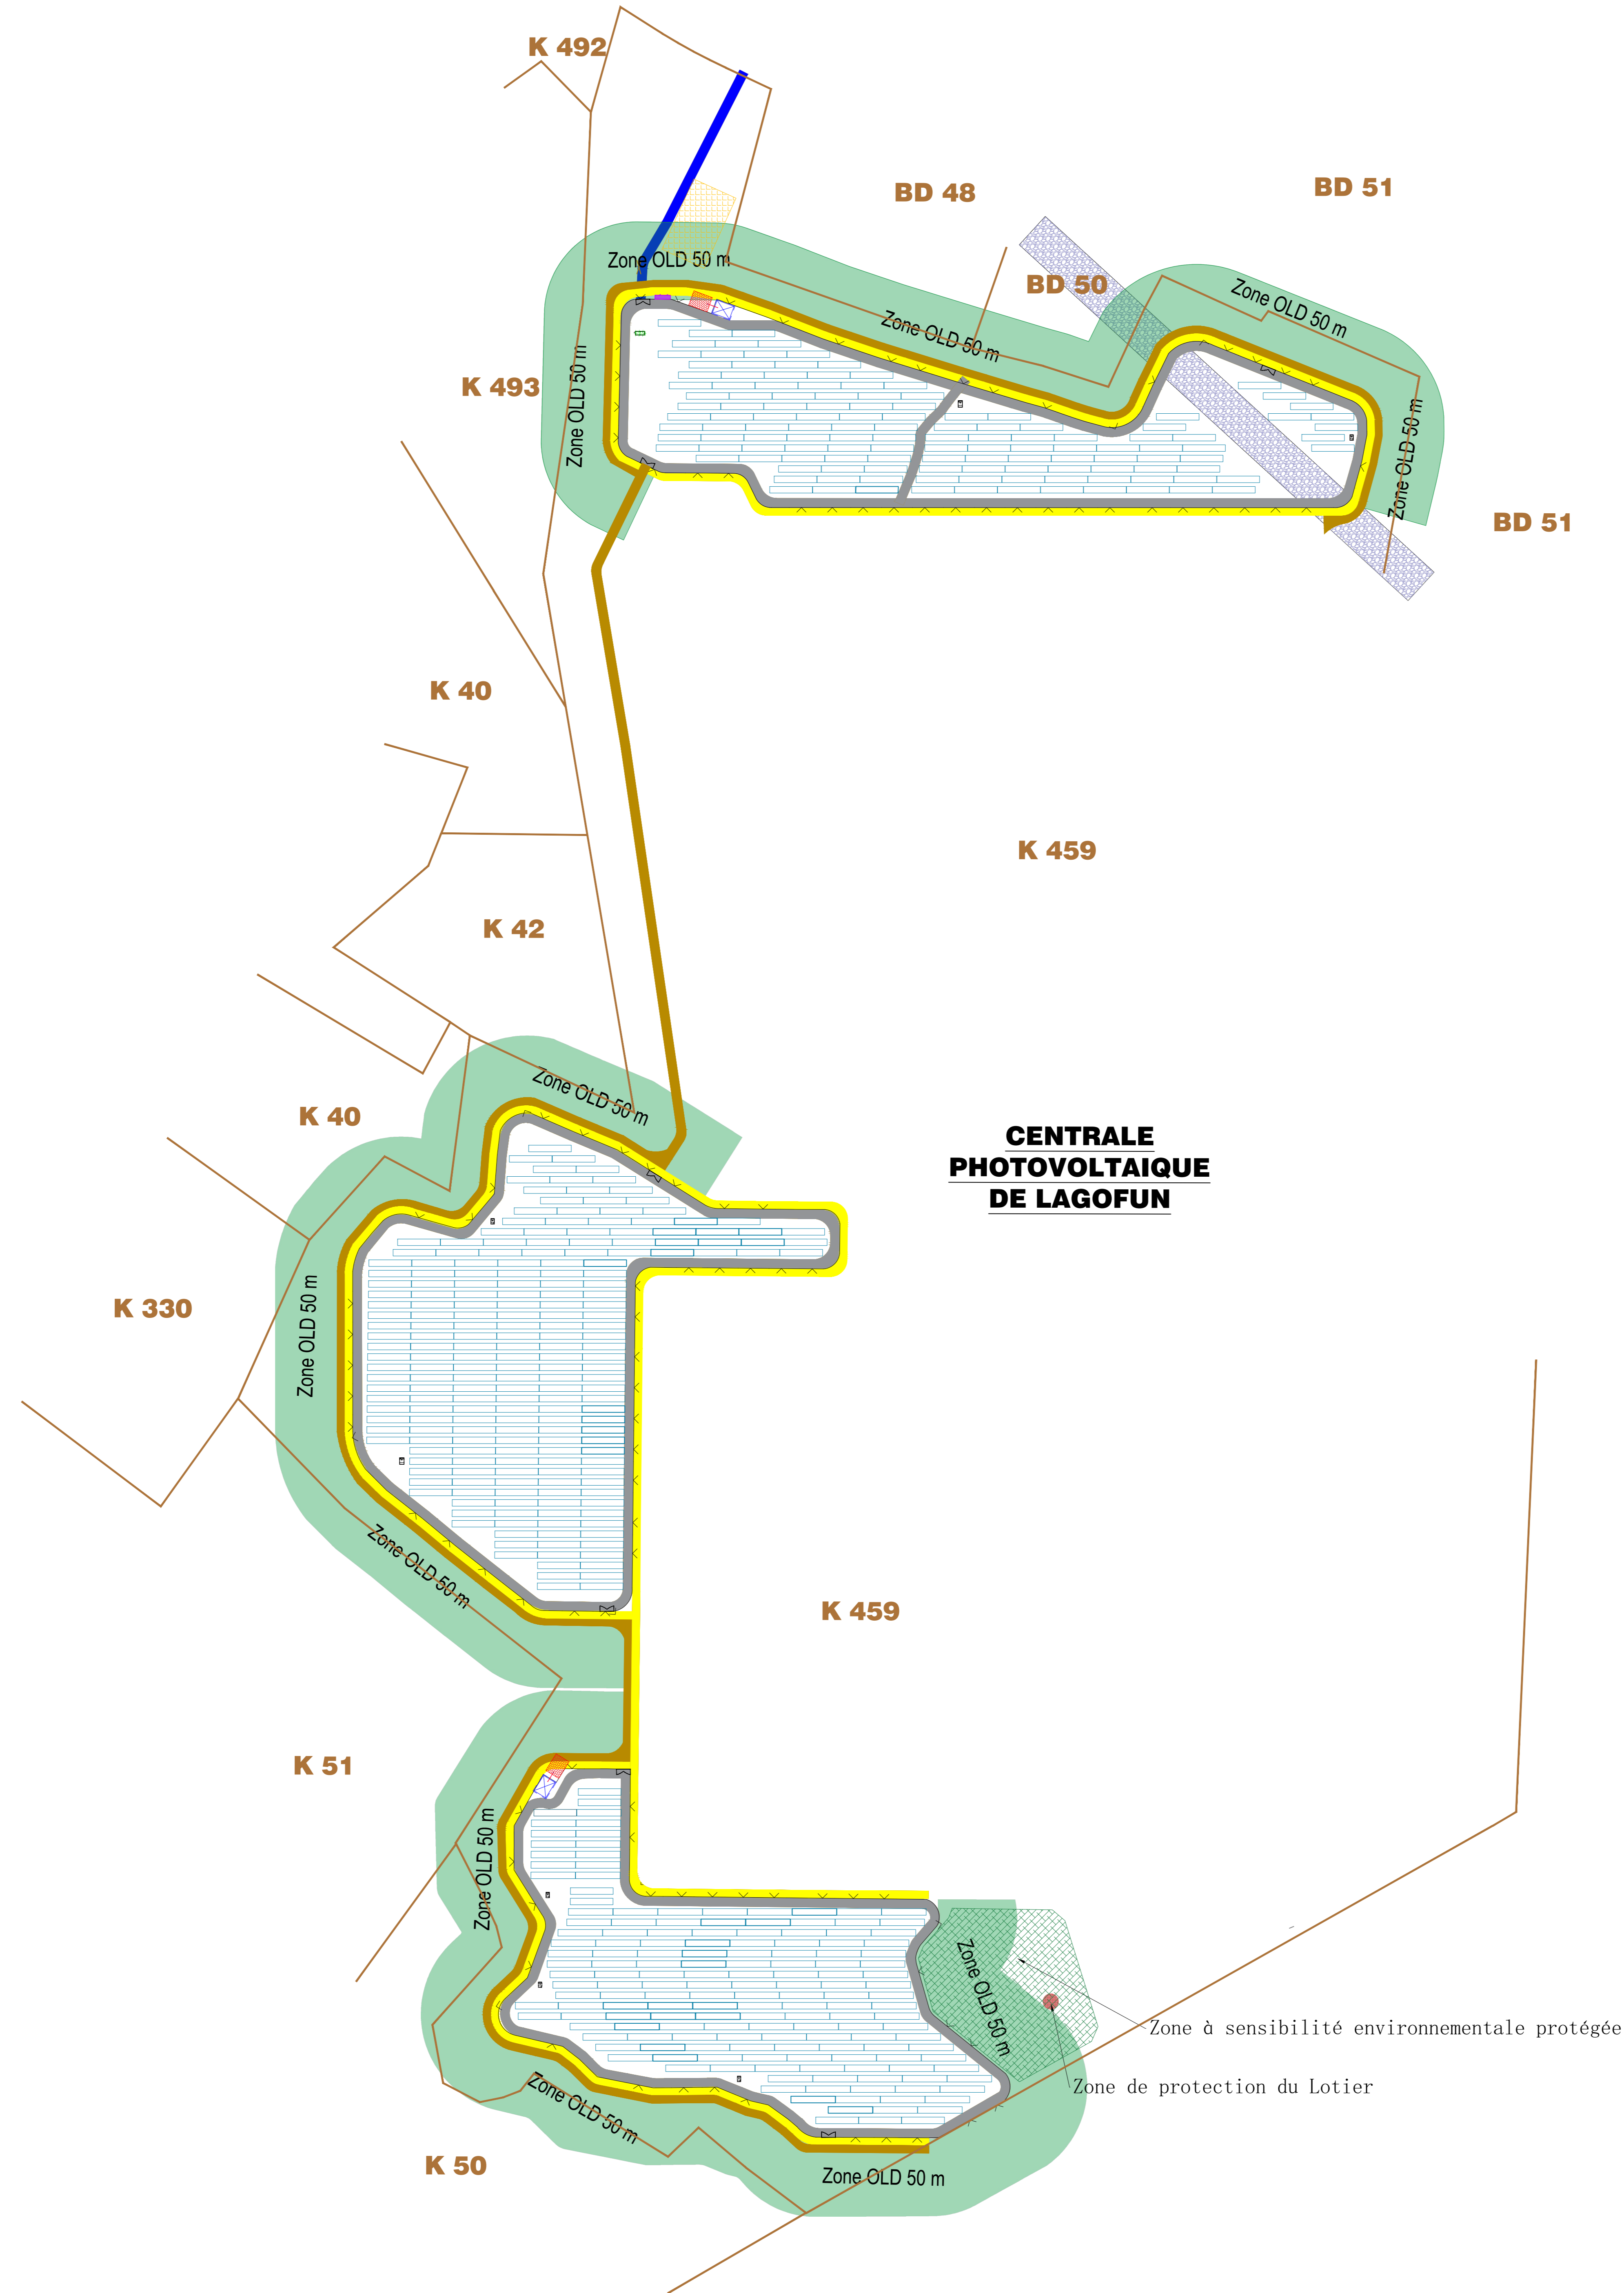 K 492
BD 48
BD 51
Zone OLD 50 m
BD 50
Zone OLD 50 m
Zone OLD 50 m
K 493
Zone OLD 50 m
Zone OLD 50 m
BD 51
K 40
K 459
K 42
Zone OLD 50 m
K 40
CENTRALE
PHOTOVOLTAIQUE
DE LAGOFUN
K 330
Zone OLD 50 m
Zone OLD 50 m
K 459
K 51
Zone OLD 50 m
Zone OLD 50 m
Zone à sensibilité environnementale protégée
Zone de protection du Lotier
Zone OLD 50 m
K 50
Zone OLD 50 m